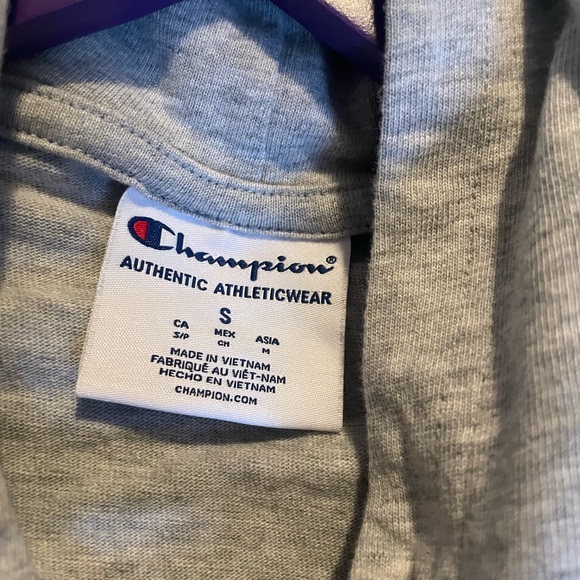 Champion®
AUTHENTIC ATHLETICWEAR
S
CA MEX ASIA
S/P CH M
MADE IN VIETNAM
FABRIQUÉ AU VIÊT-NAM
HECHO EN VIETNAM
CHAMPION.COM